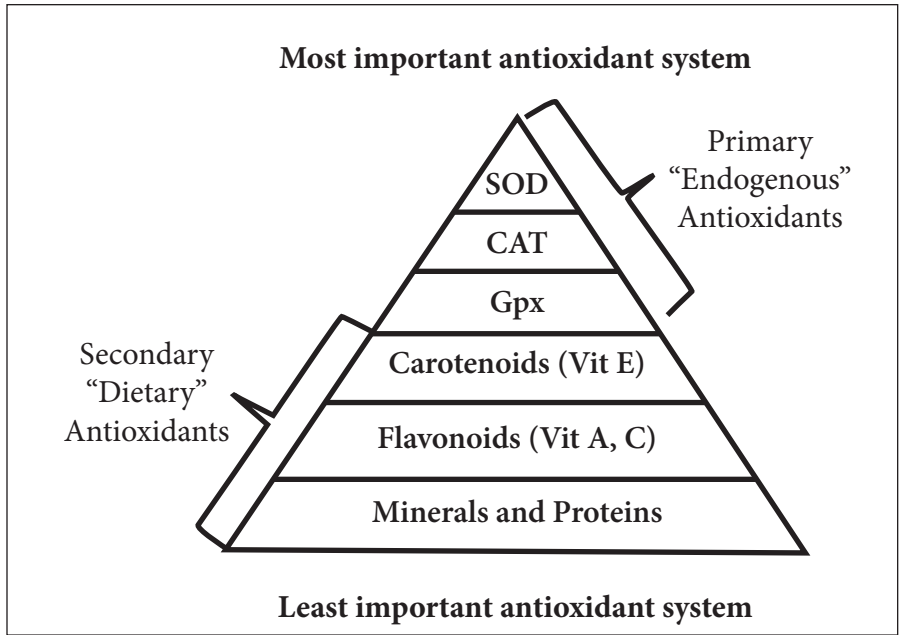 Most important antioxidant system
Primary
“Endogenous”
Antioxidants
SOD
CAT
Gpx
Secondary
“Dietary”
Antioxidants
Carotenoids (Vit E)
Flavonoids (Vit A, C)
Minerals and Proteins
Least important antioxidant system